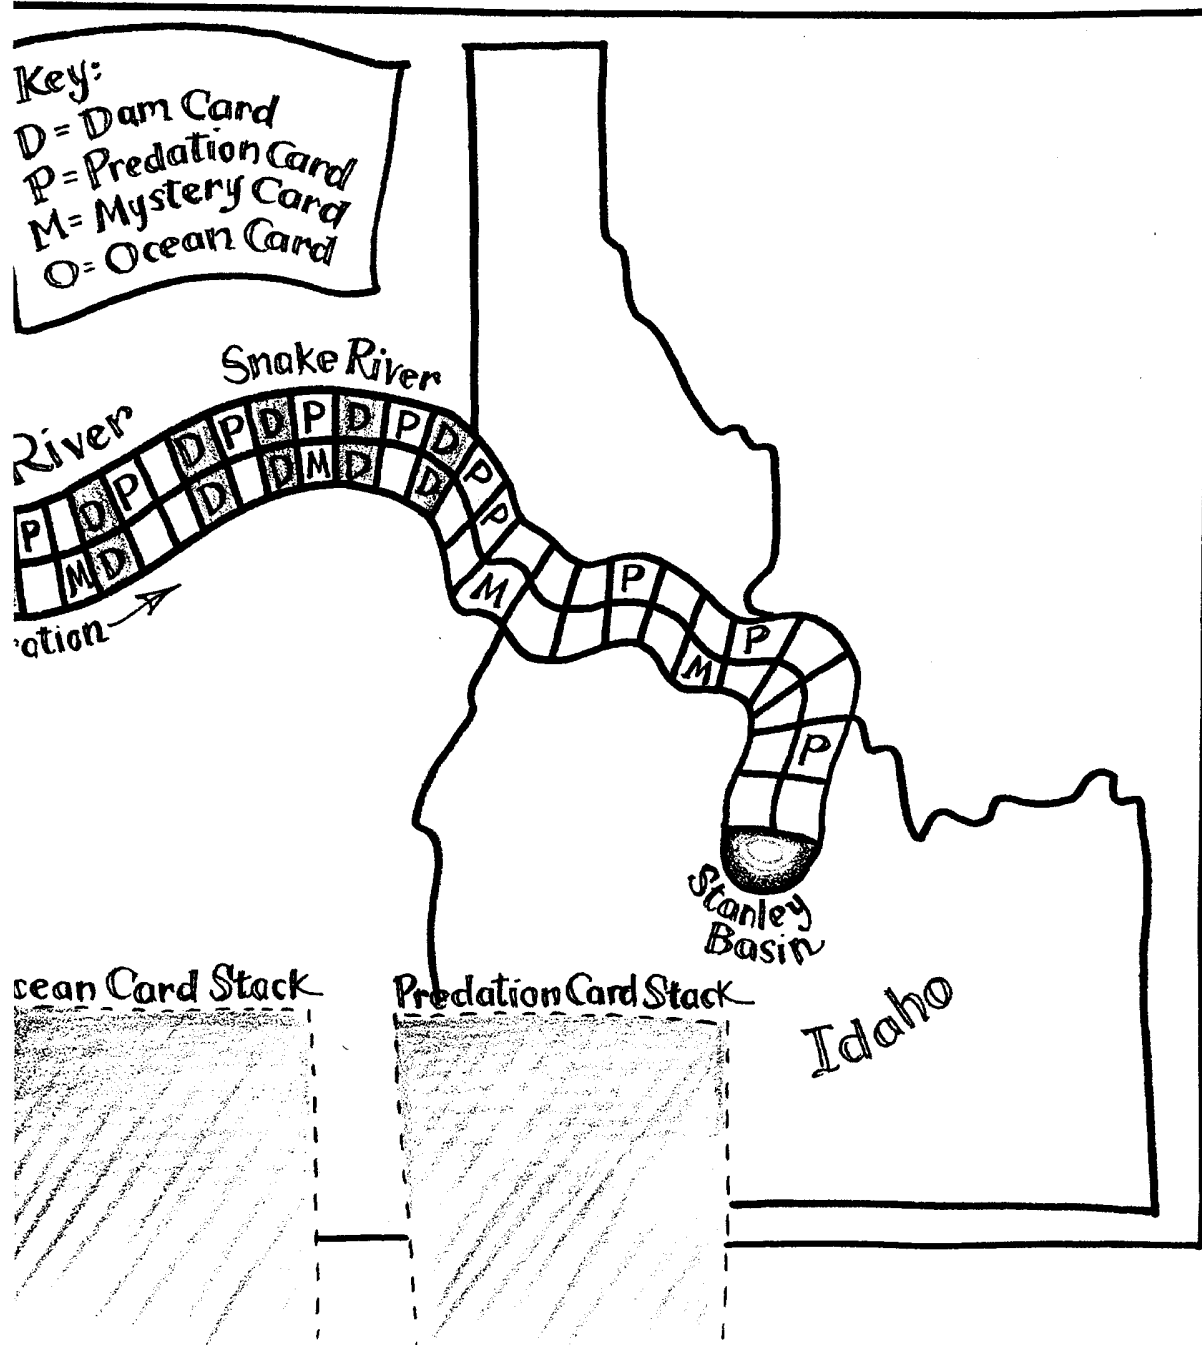 Key:
D = Dam Card
P = Predation Card
M = Mystery Card
O = Ocean Card
Snake River
River
P D P D P D P D P D P
M D D D M D D P
M P
M P
P
ration
Stanley
Basin
cean Card Stack
Predation Card Stack
Idaho